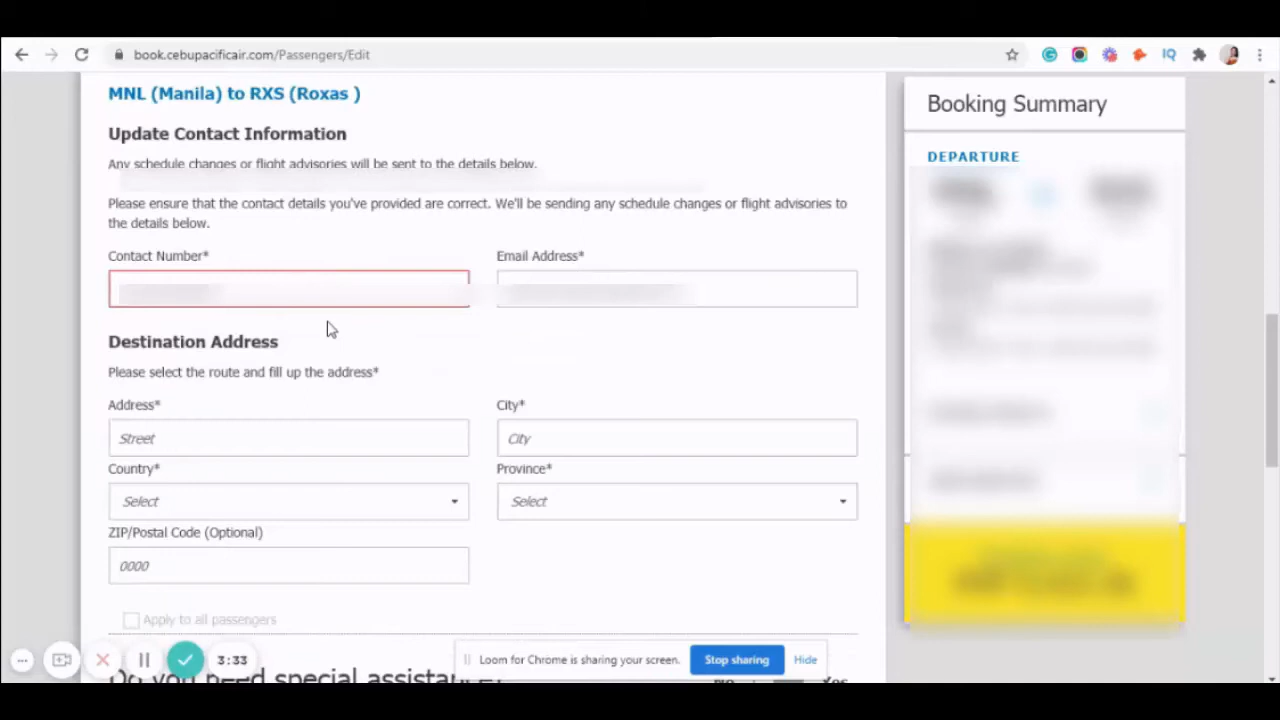 book.cebupacificair.com/Passengers/Edit
IQ
MNL (Manila) to RXS (Roxas )
Update Contact Information
Any schedule changes or flight advisories will be sent to the details below.
Please ensure that the contact details you've provided are correct. We'll be sending any schedule changes or flight advisories to
the details below.
Contact Number*
Email Address*
Destination Address
Please select the route and fill up the address*
Address*
City*
Street
City
Country*
Province*
Select
Select
ZIP/Postal Code (Optional)
0000
Apply to all passengers
Do you need special assistance?
No
Yes
Booking Summary
DEPARTURE
3:33
Loom for Chrome is sharing your screen.
Stop sharing
Hide